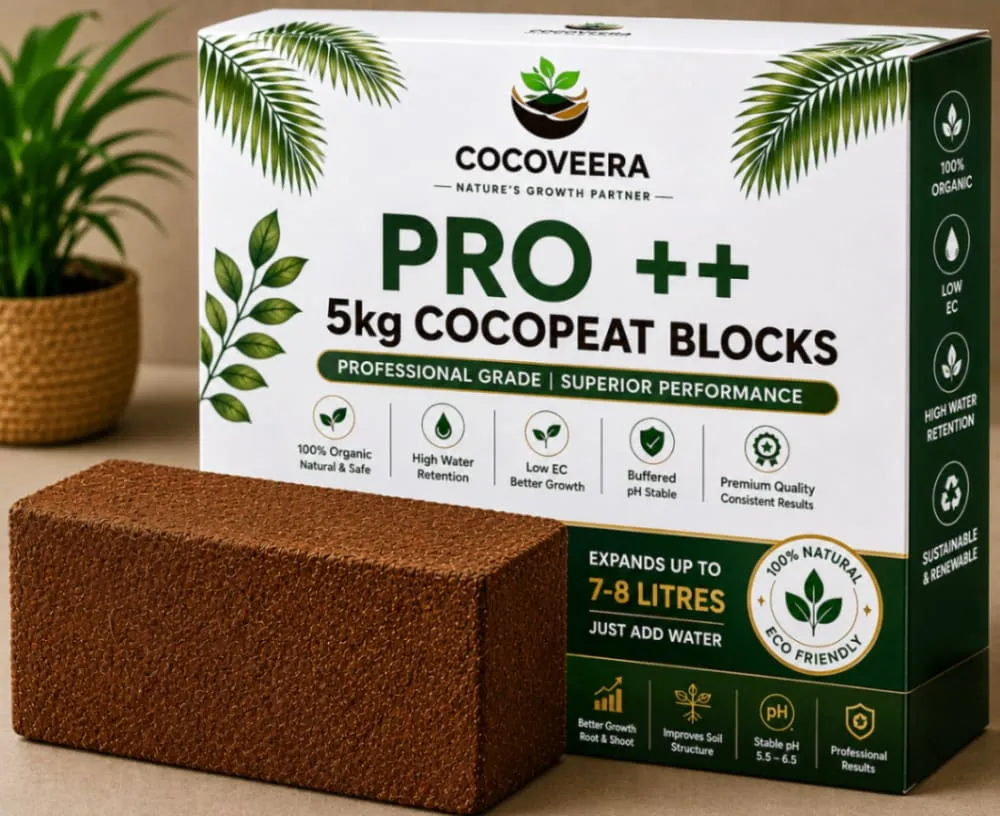 COCOVEERA
COCOVEERA
NATURE'S GROWTH PARTNER
PRO ++
5kg COCOPEAT BLOCKS
PROFESSIONAL GRADE | SUPERIOR PERFORMANCE
100% Organic
Natural & Safe
High Water
Retention
Low EC
Better Growth
Buffered
pH Stable
Premium Quality
Consistent Results
EXPANDS UP TO
7-8 LITRES
JUST ADD WATER
100% NATURAL
ECO FRIENDLY
Better Growth
Root & Shoot
Improves Soil
Structure
pH
Stable pH
5.5 – 6.5
Professional
Results
100%
ORGANIC
LOW
EC
HIGH WATER
RETENTION
SUSTAINABLE
& RENEWABLE